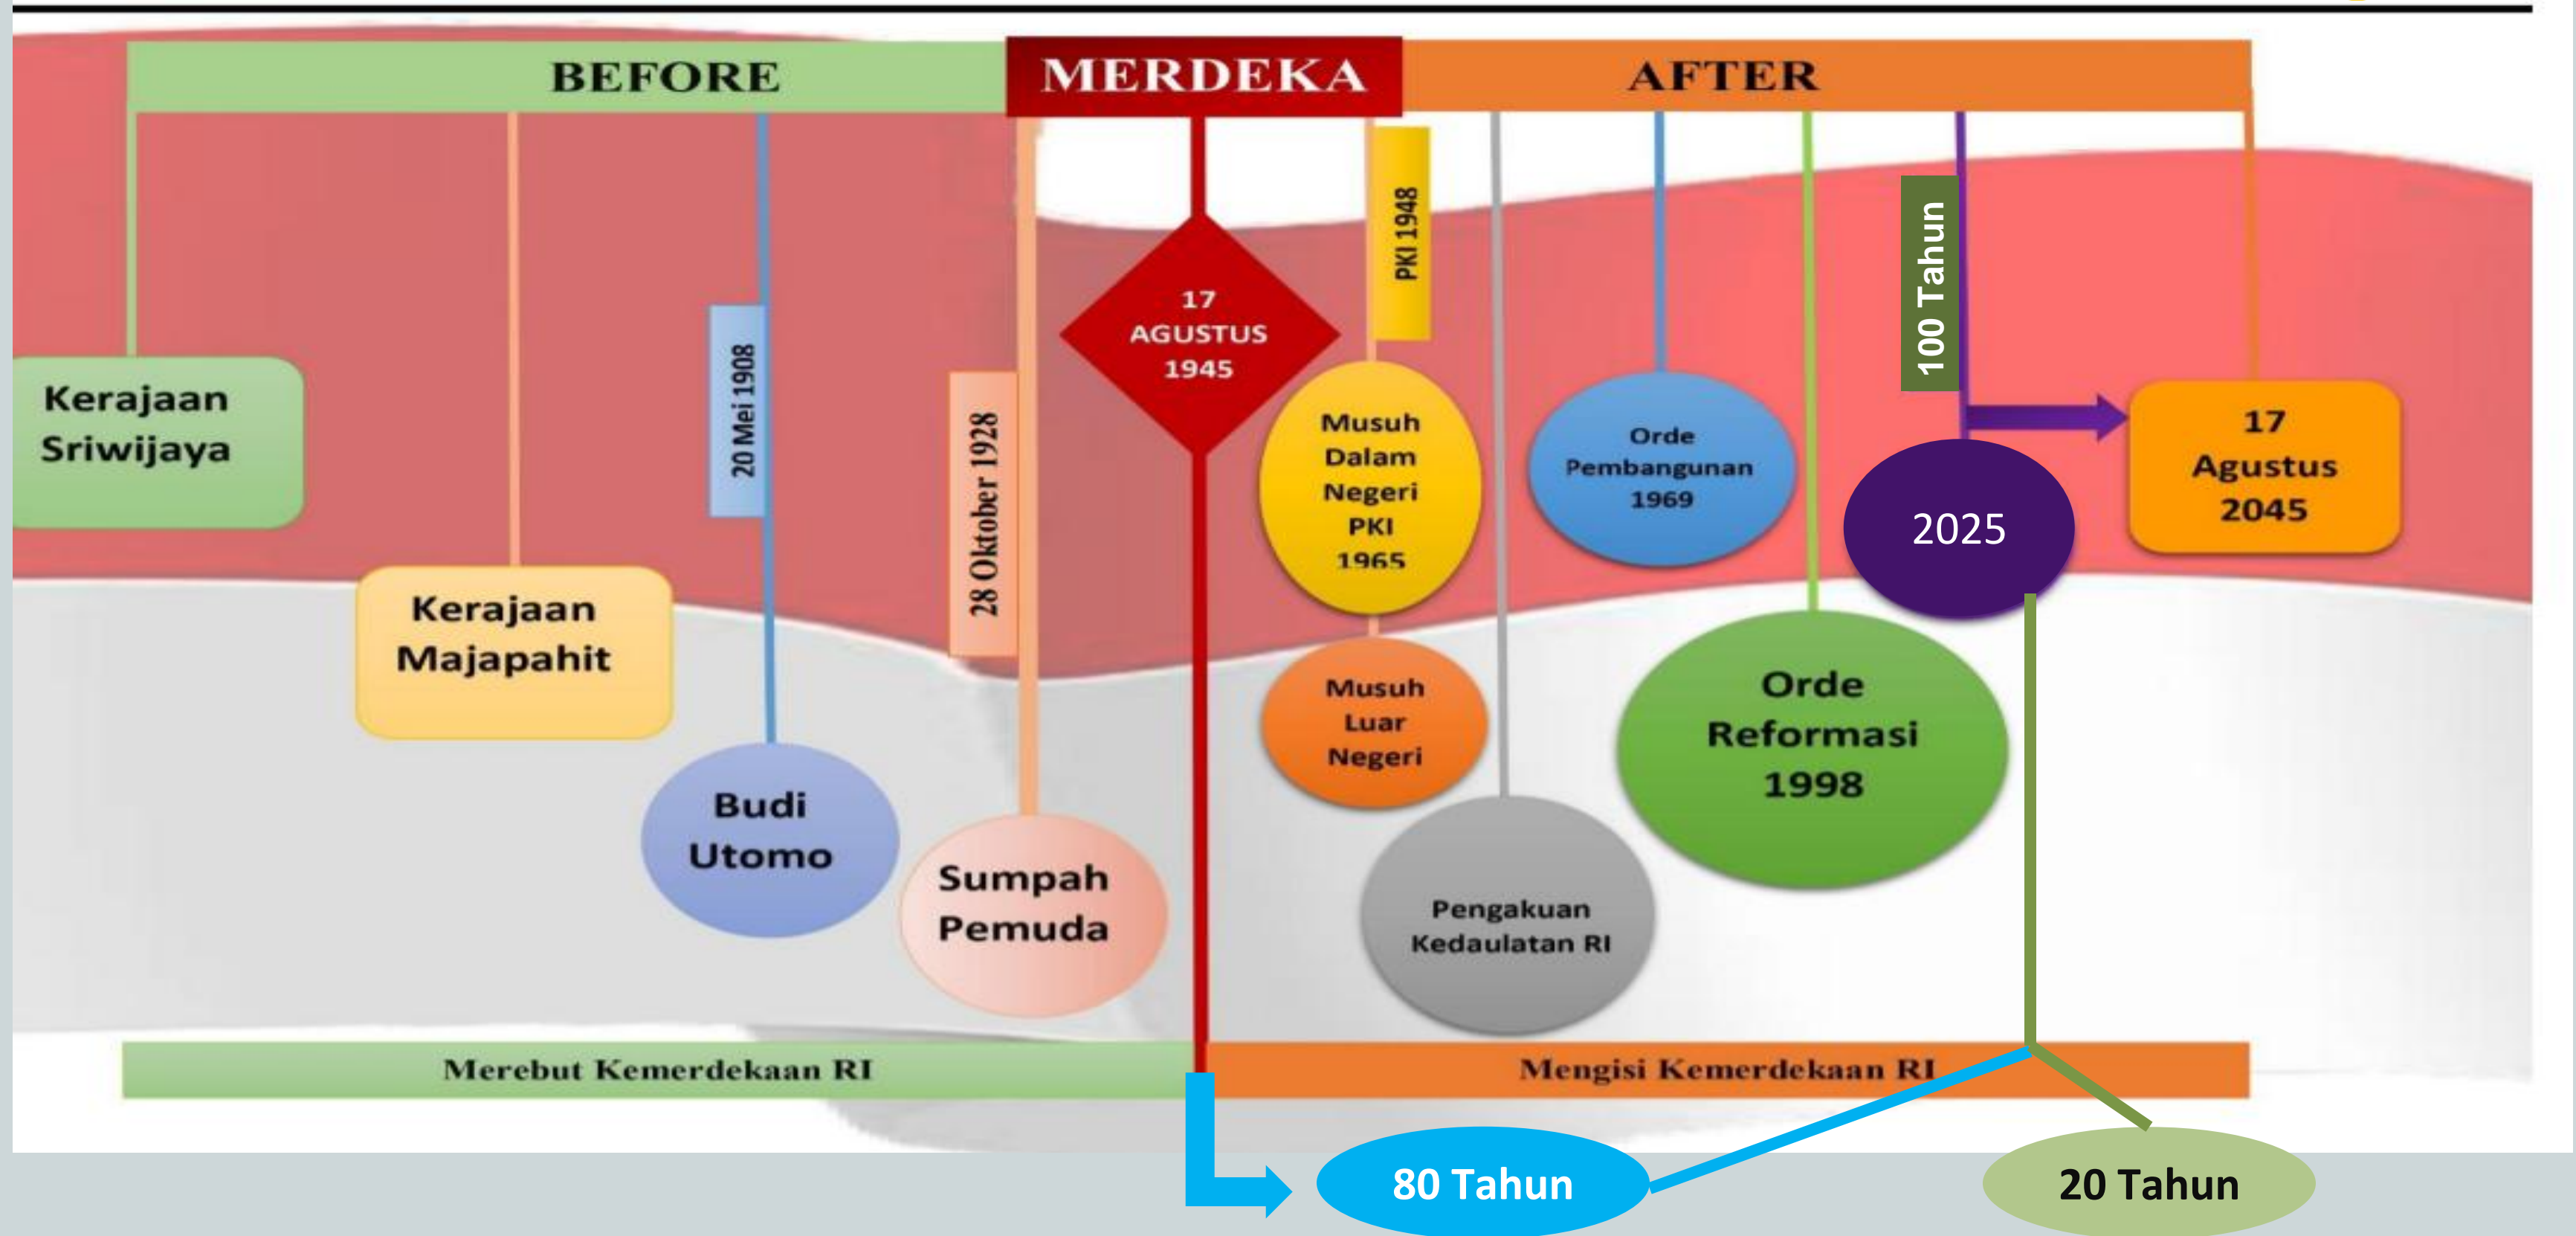 BEFORE
MERDEKA
AFTER
Kerajaan
Sriwijaya
Kerajaan
Majapahit
20 Mei 1908
Budi
Utomo
28 Oktober 1928
Sumpah
Pemuda
17
AGUSTUS
1945
PKI 1948
Musuh
Dalam
Negeri
PKI
1965
Musuh
Luar
Negeri
Pengakuan
Kedaulatan RI
Orde
Pembangunan
1969
Orde
Reformasi
1998
100 Tahun
2025
17
Agustus
2045
Merebut Kemerdekaan RI
Mengisi Kemerdekaan RI
80 Tahun
20 Tahun